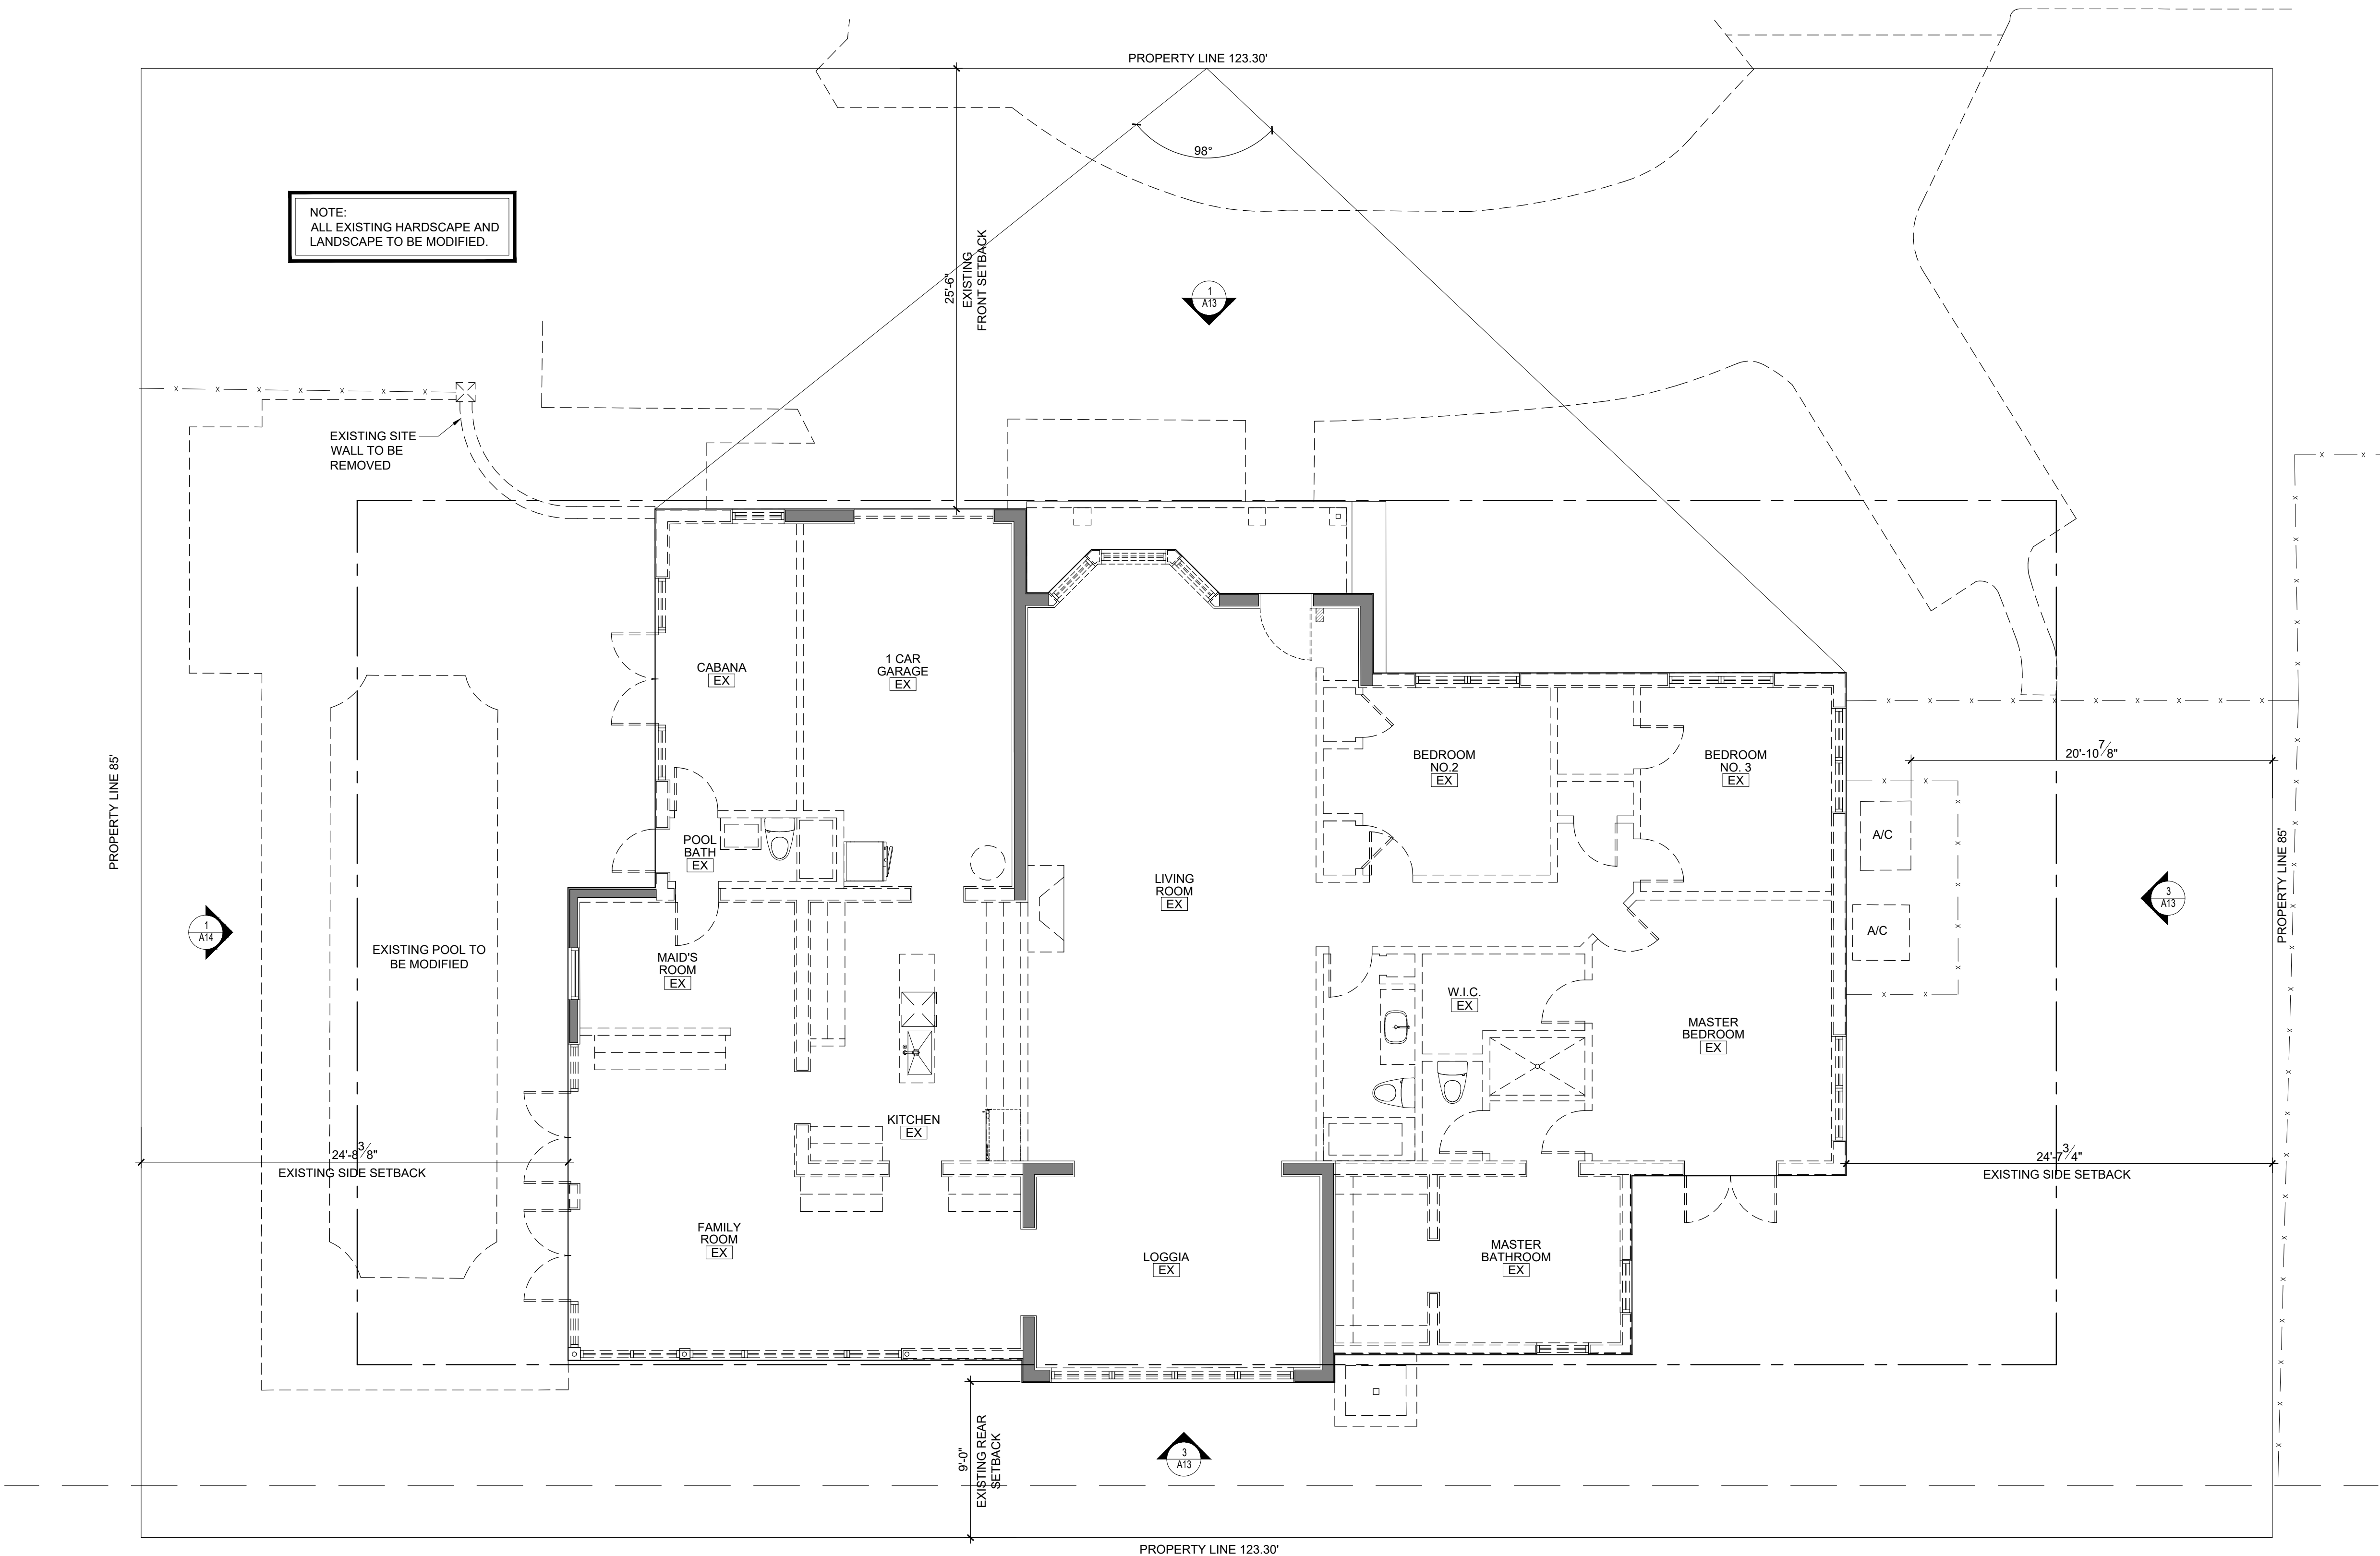 PROPERTY LINE 123.30'
98°
NOTE:
ALL EXISTING HARDSCAPE AND
LANDSCAPE TO BE MODIFIED.
25'-6"
EXISTING
FRONT SETBACK
1
A13
X X X X X X X
EXISTING SITE
WALL TO BE
REMOVED
X X
CABANA
EX
1 CAR
GARAGE
EX
POOL
BATH
EX
BEDROOM
NO.2
EX
BEDROOM
NO. 3
EX
20'-10 7/8"
PROPERTY LINE 85'
A/C
A/C
LIVING
ROOM
EX
1
A14
EXISTING POOL TO
BE MODIFIED
MAID'S
ROOM
EX
W.I.C.
EX
MASTER
BEDROOM
EX
3
A13
PROPERTY LINE 85'
KITCHEN
EX
24'-8 3/8"
EXISTING SIDE SETBACK
24'-7 3/4"
EXISTING SIDE SETBACK
FAMILY
ROOM
EX
LOGGIA
EX
MASTER
BATHROOM
EX
9'-0"
EXISTING REAR
SETBACK
3
A13
PROPERTY LINE 123.30'